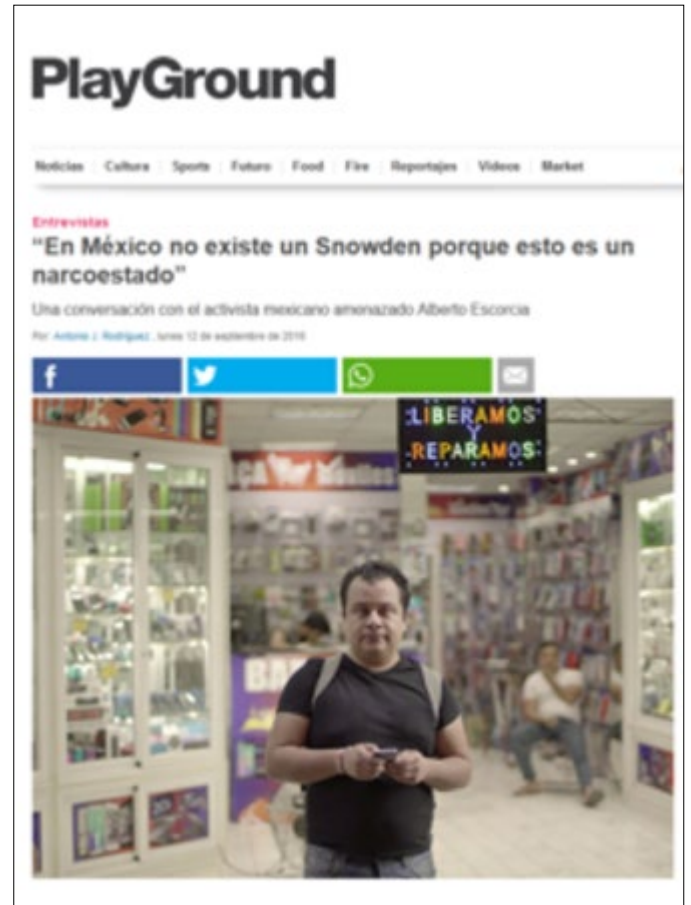 PlayGround
Noticias Cultura Sports Futuro Food Fire Reportajes Vídeos Market
Entrevistas
“En México no existe un Snowden porque esto es un
narcoestado”
Una conversación con el activista mexicano amenazado Alberto Escorcia
Por Antonio J. Rodríguez, lunes 12 de septiembre de 2016
LIBERAMOS
Y
REPARAMOS
Móviles